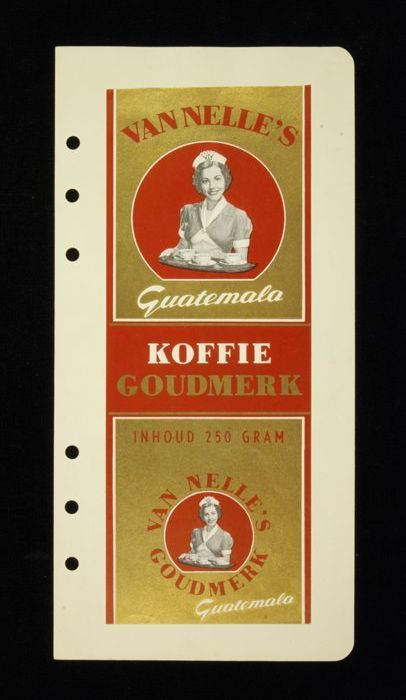 VAN NELLE'S
Guatemala
KOFFIE
GOUDMERK
INHOUD 250 GRAM
VAN NELLE'S
GOUDMERK
Guatemala